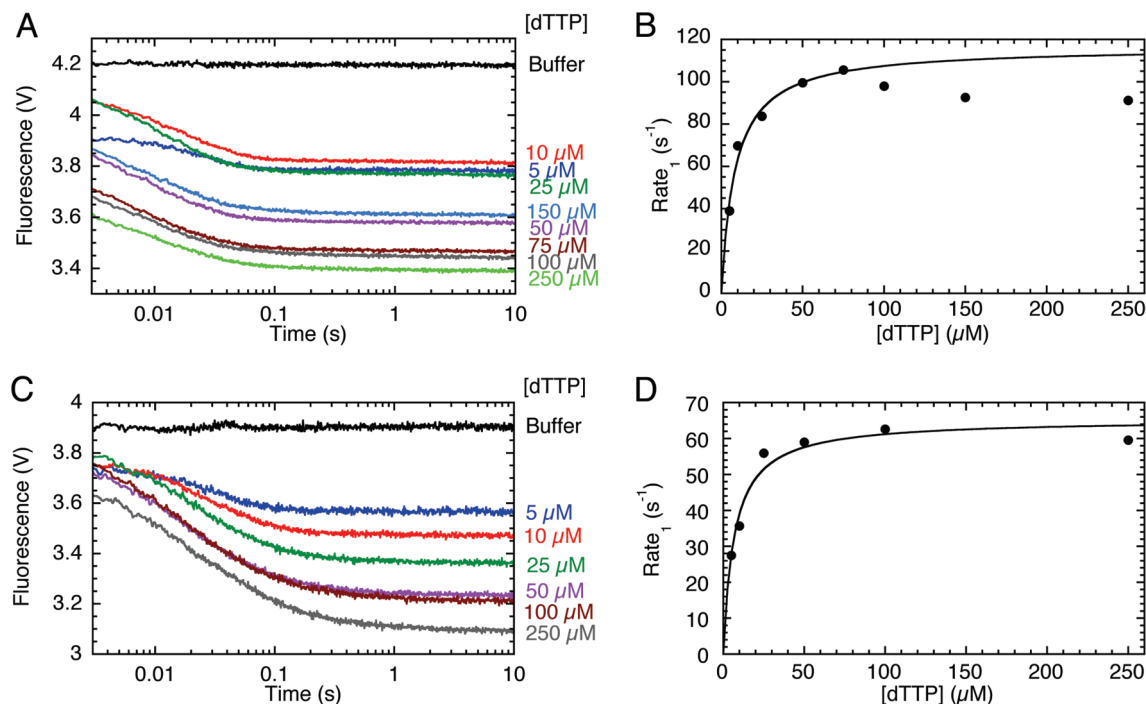 A
[dTTP]
Fluorescence (V)
4.2
4
3.8
3.6
3.4
Buffer
10 µM
5 µM
25 µM
150 µM
50 µM
75 µM
100 µM
250 µM
0.01
0.1
1
10
Time (s)
B
Rate1 (s-1)
120
100
80
60
40
20
0
0
50
100
150
200
250
[dTTP] (µM)
C
[dTTP]
Fluorescence (V)
4
3.8
3.6
3.4
3.2
3
Buffer
5 µM
10 µM
25 µM
50 µM
100 µM
250 µM
0.01
0.1
1
10
Time (s)
D
Rate1 (s-1)
70
60
50
40
30
20
10
0
0
50
100
150
200
250
[dTTP] (µM)